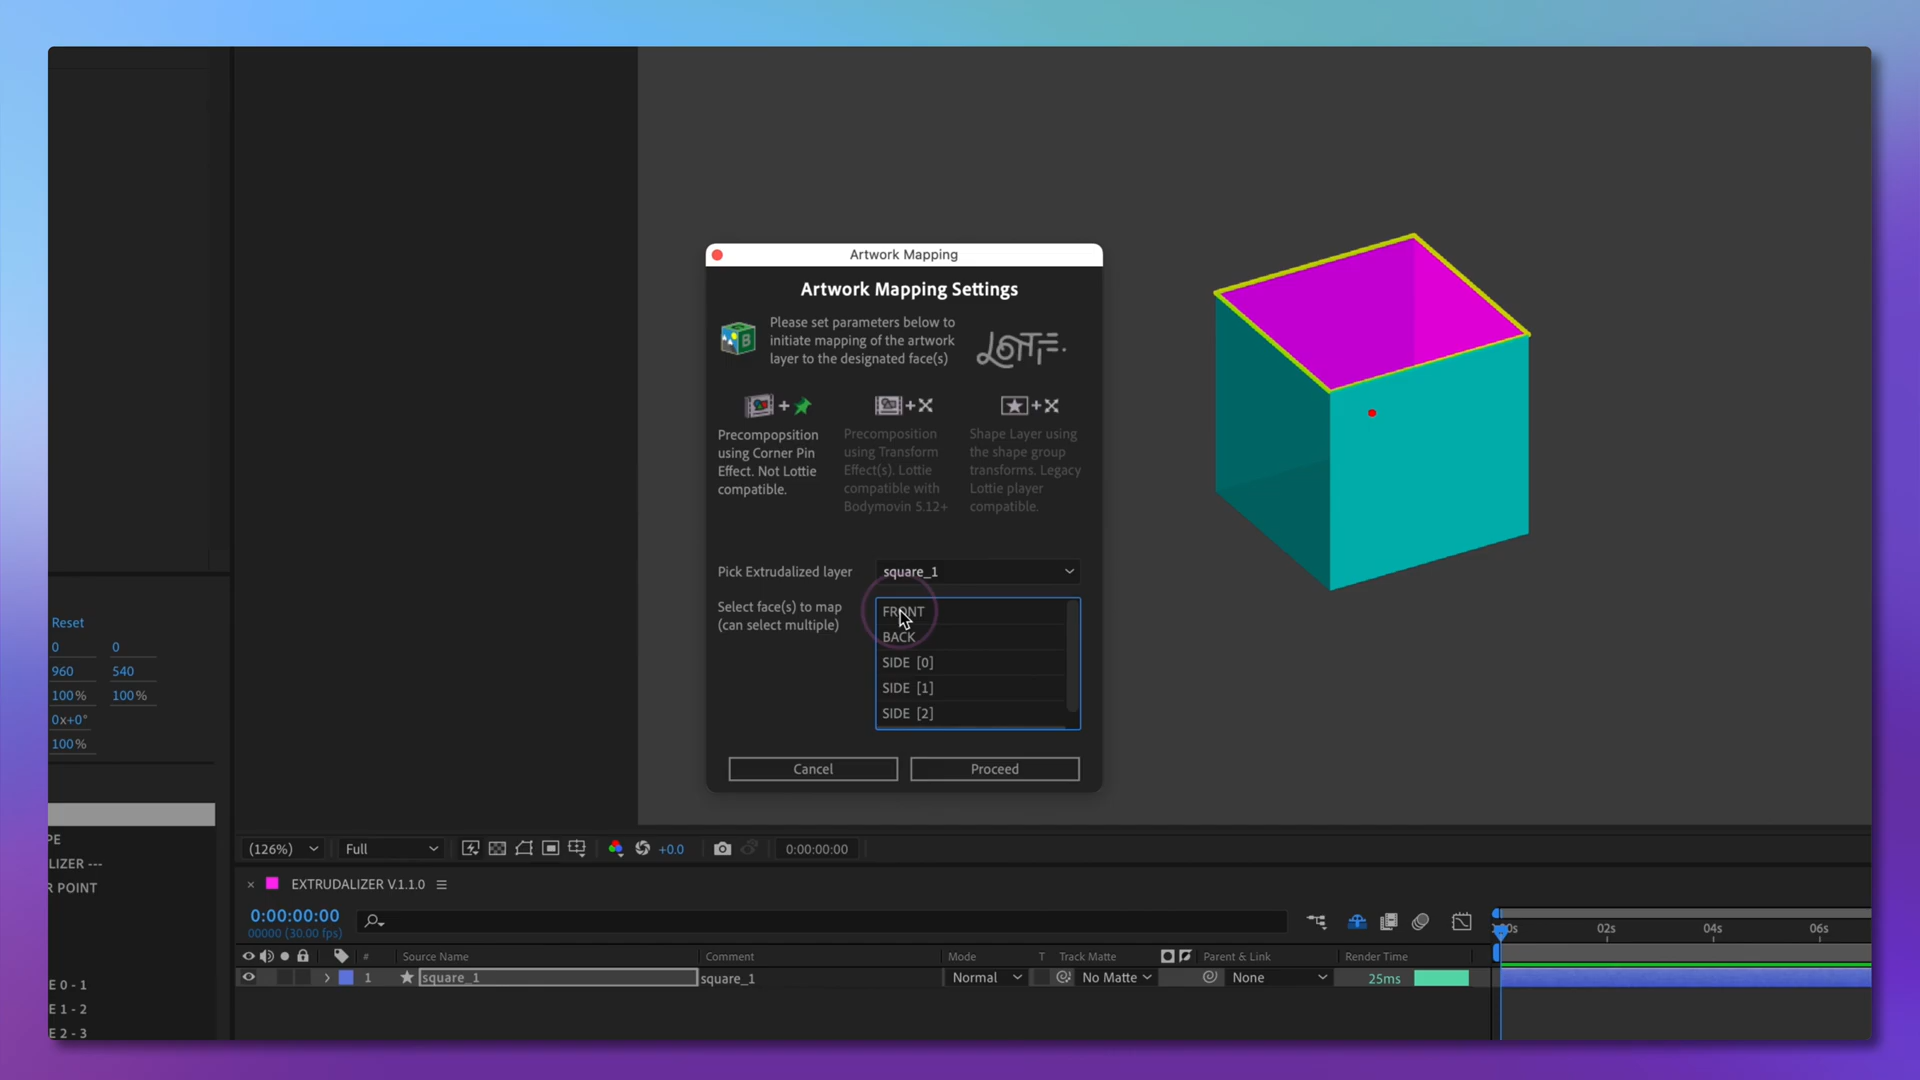 Artwork Mapping
Artwork Mapping Settings
Please set parameters below to
initiate mapping of the artwork
layer to the designated face(s)
LOTTIE
B
Precompopsition
using Corner Pin
Effect. Not Lottie
compatible.
Precomposition
using Transform
Effect(s). Lottie
compatible with
Bodymovin 5.12+
Shape Layer using
the shape group
transforms. Legacy
Lottie player
compatible.
Pick Extrudalized layer
square_1
Select face(s) to map
(can select multiple)
FRONT
BACK
SIDE [0]
SIDE [1]
SIDE [2]
Cancel
Proceed
Reset
0 0
960 540
100% 100%
0x+0°
100%
PE
LIZER ---
R POINT
E 0 - 1
E 1 - 2
E 2 - 3
(126%) Full +0.0 0:00:00:00
× EXTRUDALIZER V.1.1.0
0:00:00:00
00000 (30.00 fps)
# Source Name Comment Mode T Track Matte Parent & Link Render Time
1 square_1 square_1 Normal No Matte None 25ms
02s 04s 06s